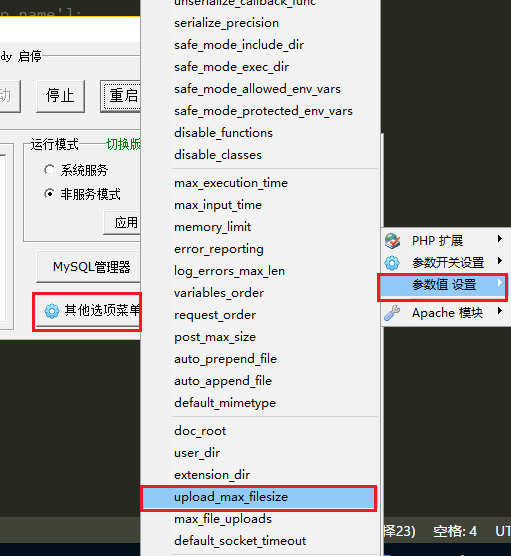 n_name'];
dy 启停
动
停止
重启
运行模式
切换版
系统服务
非服务模式
应用
MySQL管理器
其他选项菜单
unserialize_callback_func
serialize_precision
safe_mode_include_dir
safe_mode_exec_dir
safe_mode_allowed_env_vars
safe_mode_protected_env_vars
disable_functions
disable_classes
max_execution_time
max_input_time
memory_limit
error_reporting
log_errors_max_len
variables_order
request_order
post_max_size
auto_prepend_file
auto_append_file
default_mimetype
doc_root
user_dir
extension_dir
upload_max_filesize
max_file_uploads
default_socket_timeout
PHP 扩展
参数开关设置
参数值 设置
Apache 模块
择23)
空格: 4
UT